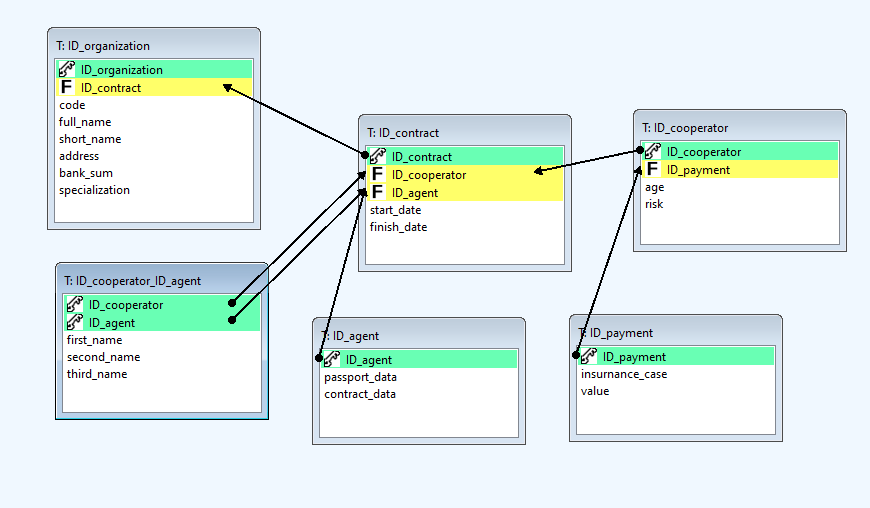 T: ID_organization
ID_organization
F ID_contract
code
full_name
short_name
address
bank_sum
specialization
T: ID_contract
ID_contract
F ID_cooperator
F ID_agent
start_date
finish_date
T: ID_cooperator
ID_cooperator
F ID_payment
age
risk
T: ID_cooperator_ID_agent
ID_cooperator
ID_agent
first_name
second_name
third_name
T: ID_agent
ID_agent
passport_data
contract_data
T: ID_payment
ID_payment
insurnance_case
value